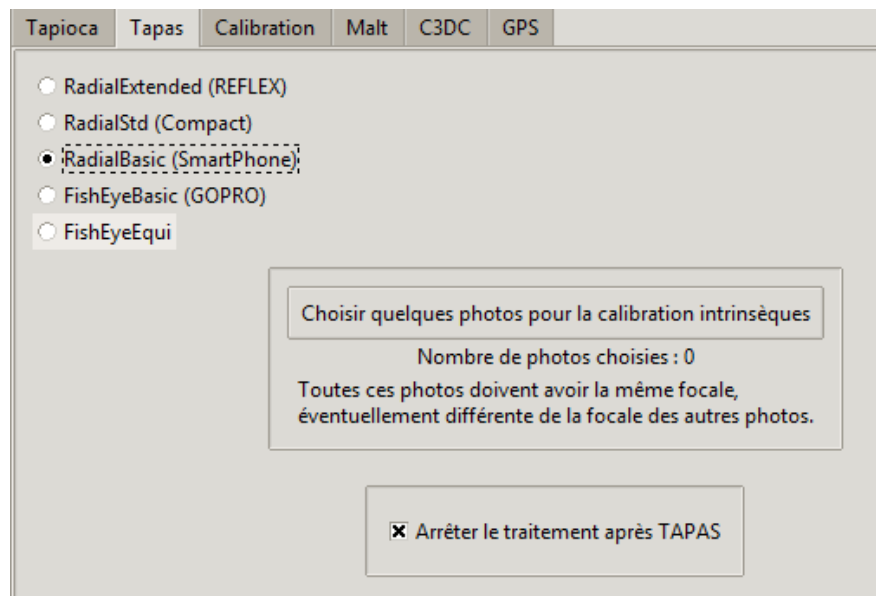 Tapioca Tapas Calibration Malt C3DC GPS
RadialExtended (REFLEX)
RadialStd (Compact)
RadialBasic (SmartPhone)
FishEyeBasic (GOPRO)
FishEyeEqui
Choisir quelques photos pour la calibration intrinsèques
Nombre de photos choisies : 0
Toutes ces photos doivent avoir la même focale,
éventuellement différente de la focale des autres photos.
Arrêter le traitement après TAPAS